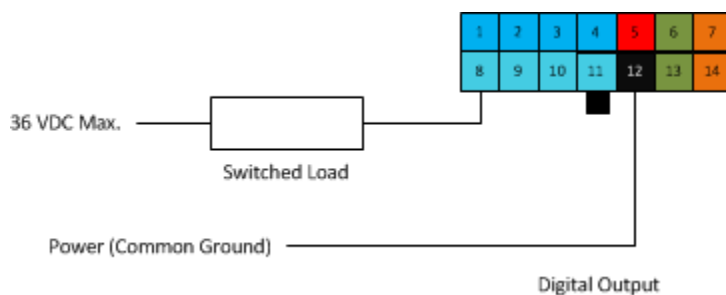 1 2 3 4 5 6 7
8 9 10 11 12 13 14
36 VDC Max.
Switched Load
Power (Common Ground)
Digital Output